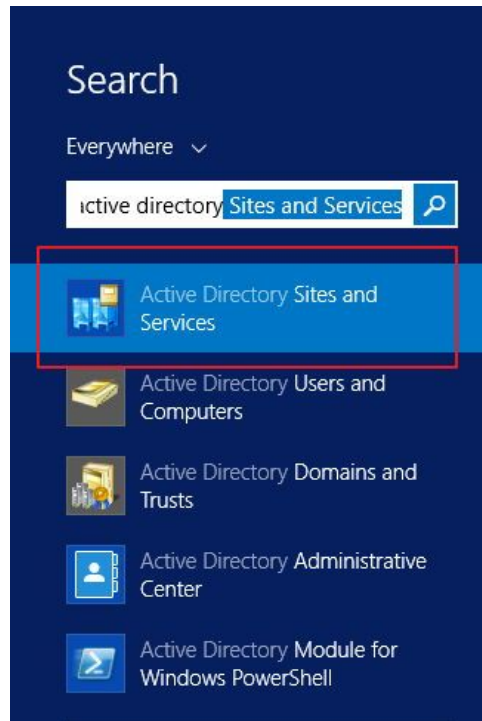 Search
Everywhere
active directory Sites and Services
Active Directory Sites and
Services
Active Directory Users and
Computers
Active Directory Domains and
Trusts
Active Directory Administrative
Center
Active Directory Module for
Windows PowerShell